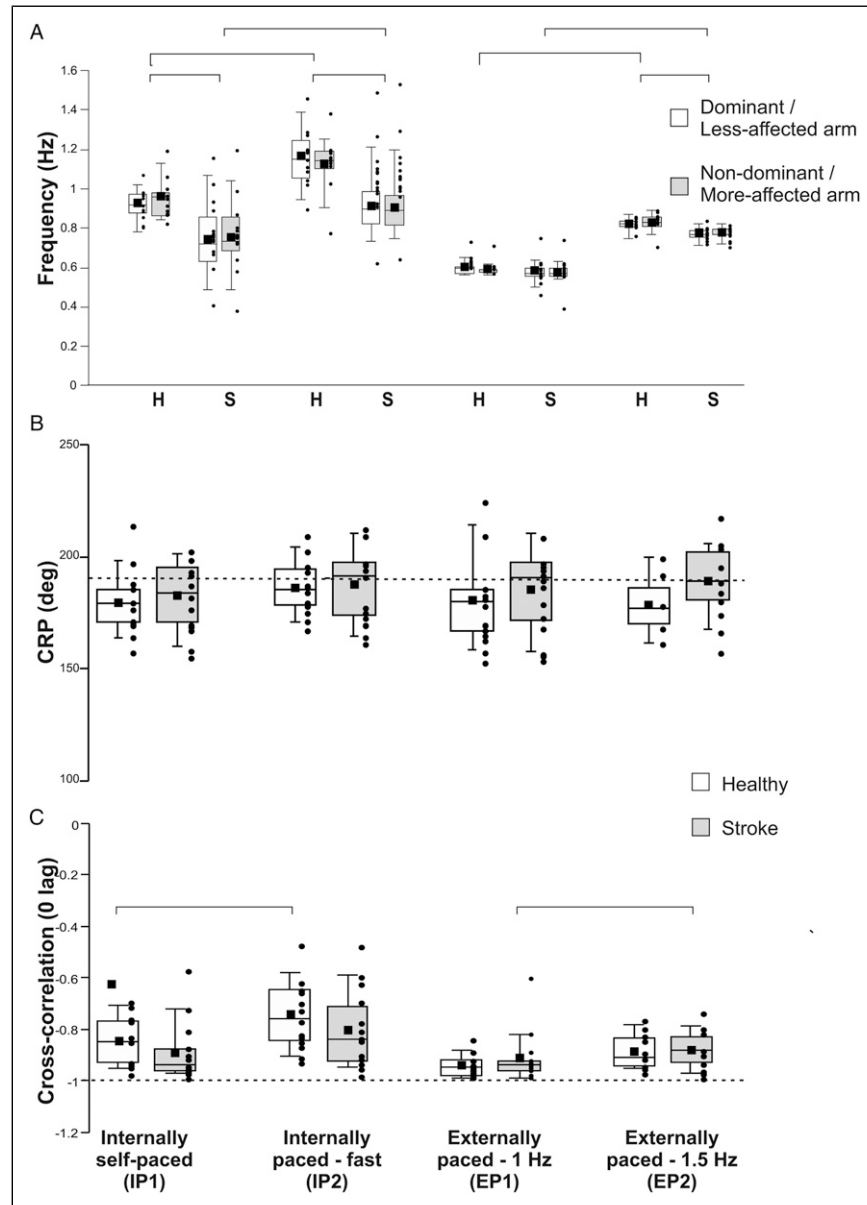 A
1.6
1.4
1.2
1
0.8
0.6
0.4
0.2
0
Frequency (Hz)
Dominant /
Less-affected arm
Non-dominant /
More-affected arm
H S H S H S H S
B
250
200
150
100
CRP (deg)
Healthy
Stroke
C
0
-0.2
-0.4
-0.6
-0.8
-1
-1.2
Cross-correlation (0 lag)
Internally Internally Externally Externally
self-paced paced - fast paced - 1 Hz paced - 1.5 Hz
(IP1) (IP2) (EP1) (EP2)